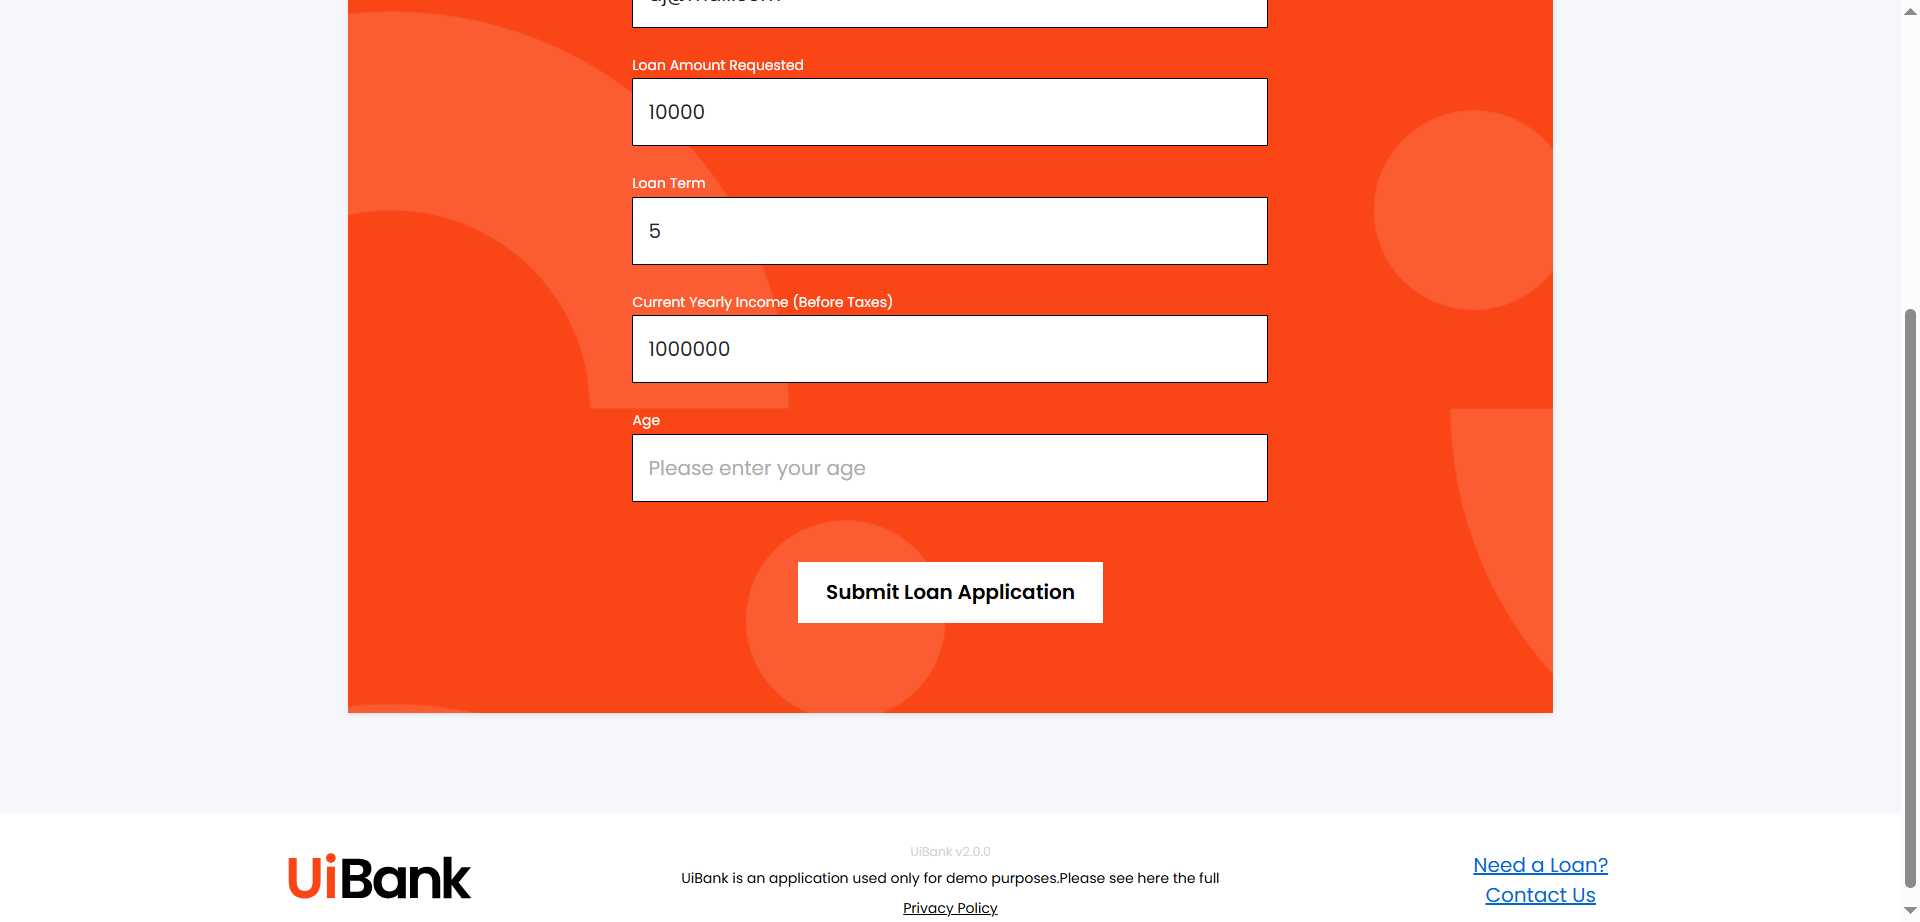 Loan Amount Requested
10000
Loan Term
5
Current Yearly Income (Before Taxes)
1000000
Age
Please enter your age
Submit Loan Application
UiBank
UiBank v2.0.0
UiBank is an application used only for demo purposes.Please see here the full
Privacy Policy
Need a Loan?
Contact Us